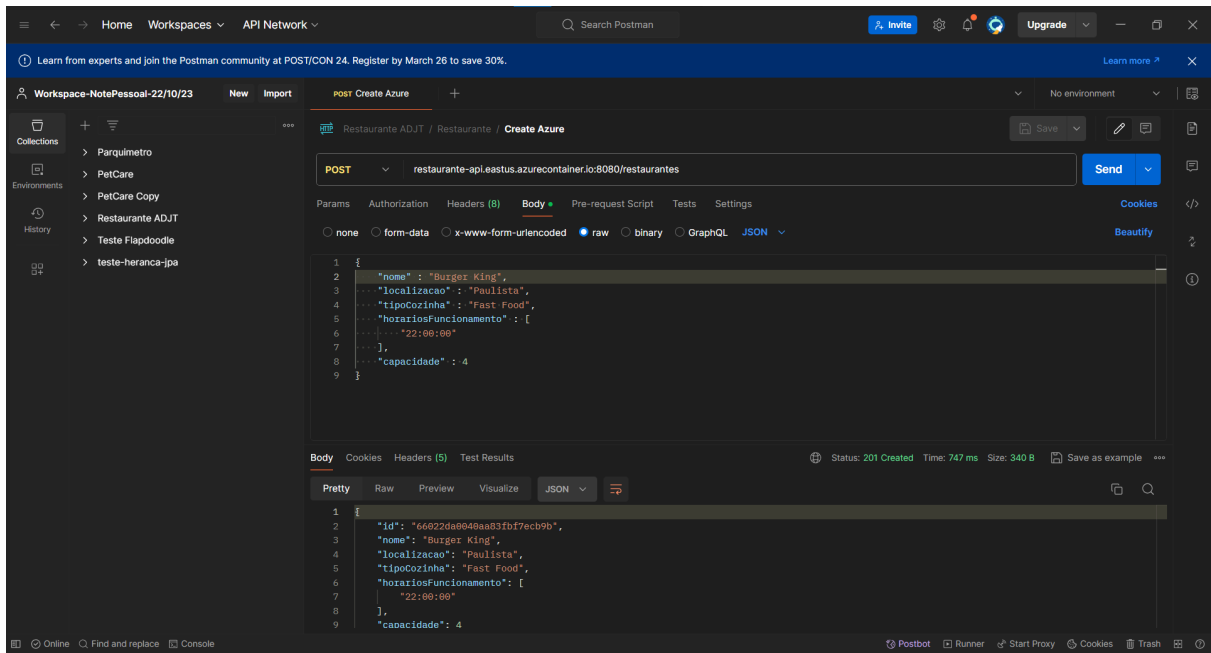 Home Workspaces API Network Search Postman Invite Upgrade
Learn from experts and join the Postman community at POST/CON 24. Register by March 26 to save 30%. Learn more
Workspace-NotePessoal-22/10/23 New Import POST Create Azure No environment
Collections
Environments
History
Parquimetro
PetCare
PetCare Copy
Restaurante ADJT
Teste Flapdoodle
teste-heranca-jpa
HTTP Restaurante ADJT / Restaurante / Create Azure Save
POST restaurante-api.eastus.azurecontainer.io:8080/restaurantes Send
Params Authorization Headers (8) Body Pre-request Script Tests Settings Cookies
none form-data x-www-form-urlencoded raw binary GraphQL JSON Beautify
1 {
2 "nome" : "Burger King",
3 "localizacao" : "Paulista",
4 "tipoCozinha" : "Fast Food",
5 "horariosFuncionamento" : [
6 "22:00:00"
7 ],
8 "capacidade" : 4
9 }
Body Cookies Headers (5) Test Results Status: 201 Created Time: 747 ms Size: 340 B Save as example
Pretty Raw Preview Visualize JSON
1 {
2 "id": "66022da0040aa83fbf7ecb9b",
3 "nome": "Burger King",
4 "localizacao": "Paulista",
5 "tipoCozinha": "Fast Food",
6 "horariosFuncionamento": [
7 "22:00:00"
8 ],
9 "capacidade": 4
Online Find and replace Console Postbot Runner Start Proxy Cookies Trash